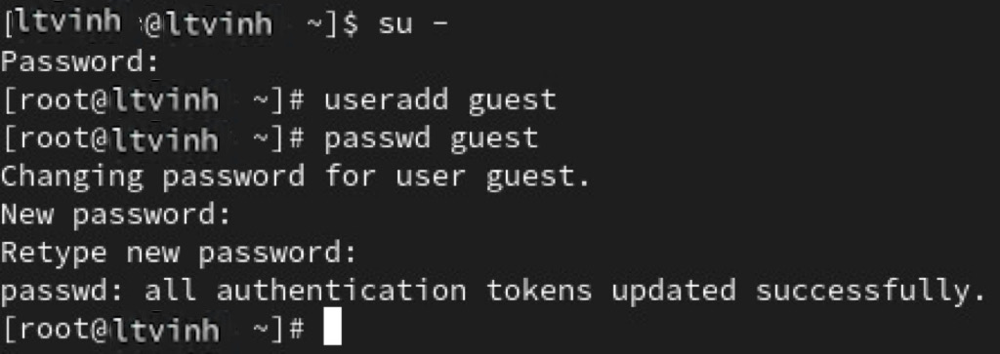 [ltvinh @ltvinh ~]$ su -
Password:
[root@ltvinh ~]# useradd guest
[root@ltvinh ~]# passwd guest
Changing password for user guest.
New password:
Retype new password:
passwd: all authentication tokens updated successfully.
[root@ltvinh ~]#